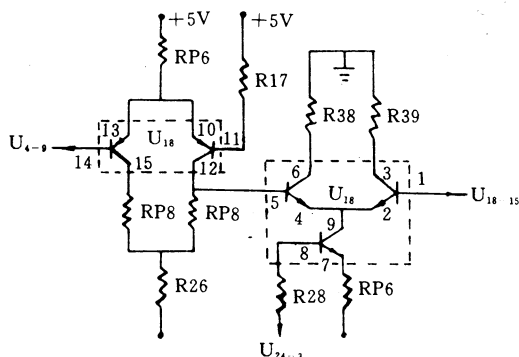 +5V +5V
RP6
R17
R38 R39
13 U18 10 11
U4-9
14 15 12
6 3 1
RP8 RP8
5 U18
4 9 2
U18-15
8 7
R26 R28 RP6